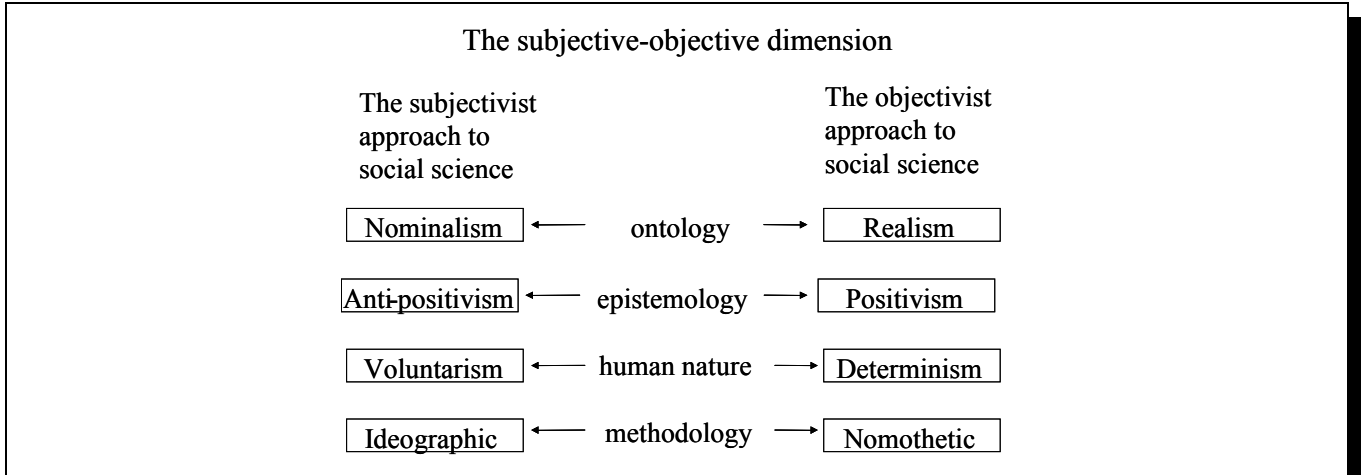 The subjective-objective dimension
The subjectivist
approach to
social science
The objectivist
approach to
social science
Nominalism ontology Realism
Anti-positivism epistemology Positivism
Voluntarism human nature Determinism
Ideographic methodology Nomothetic